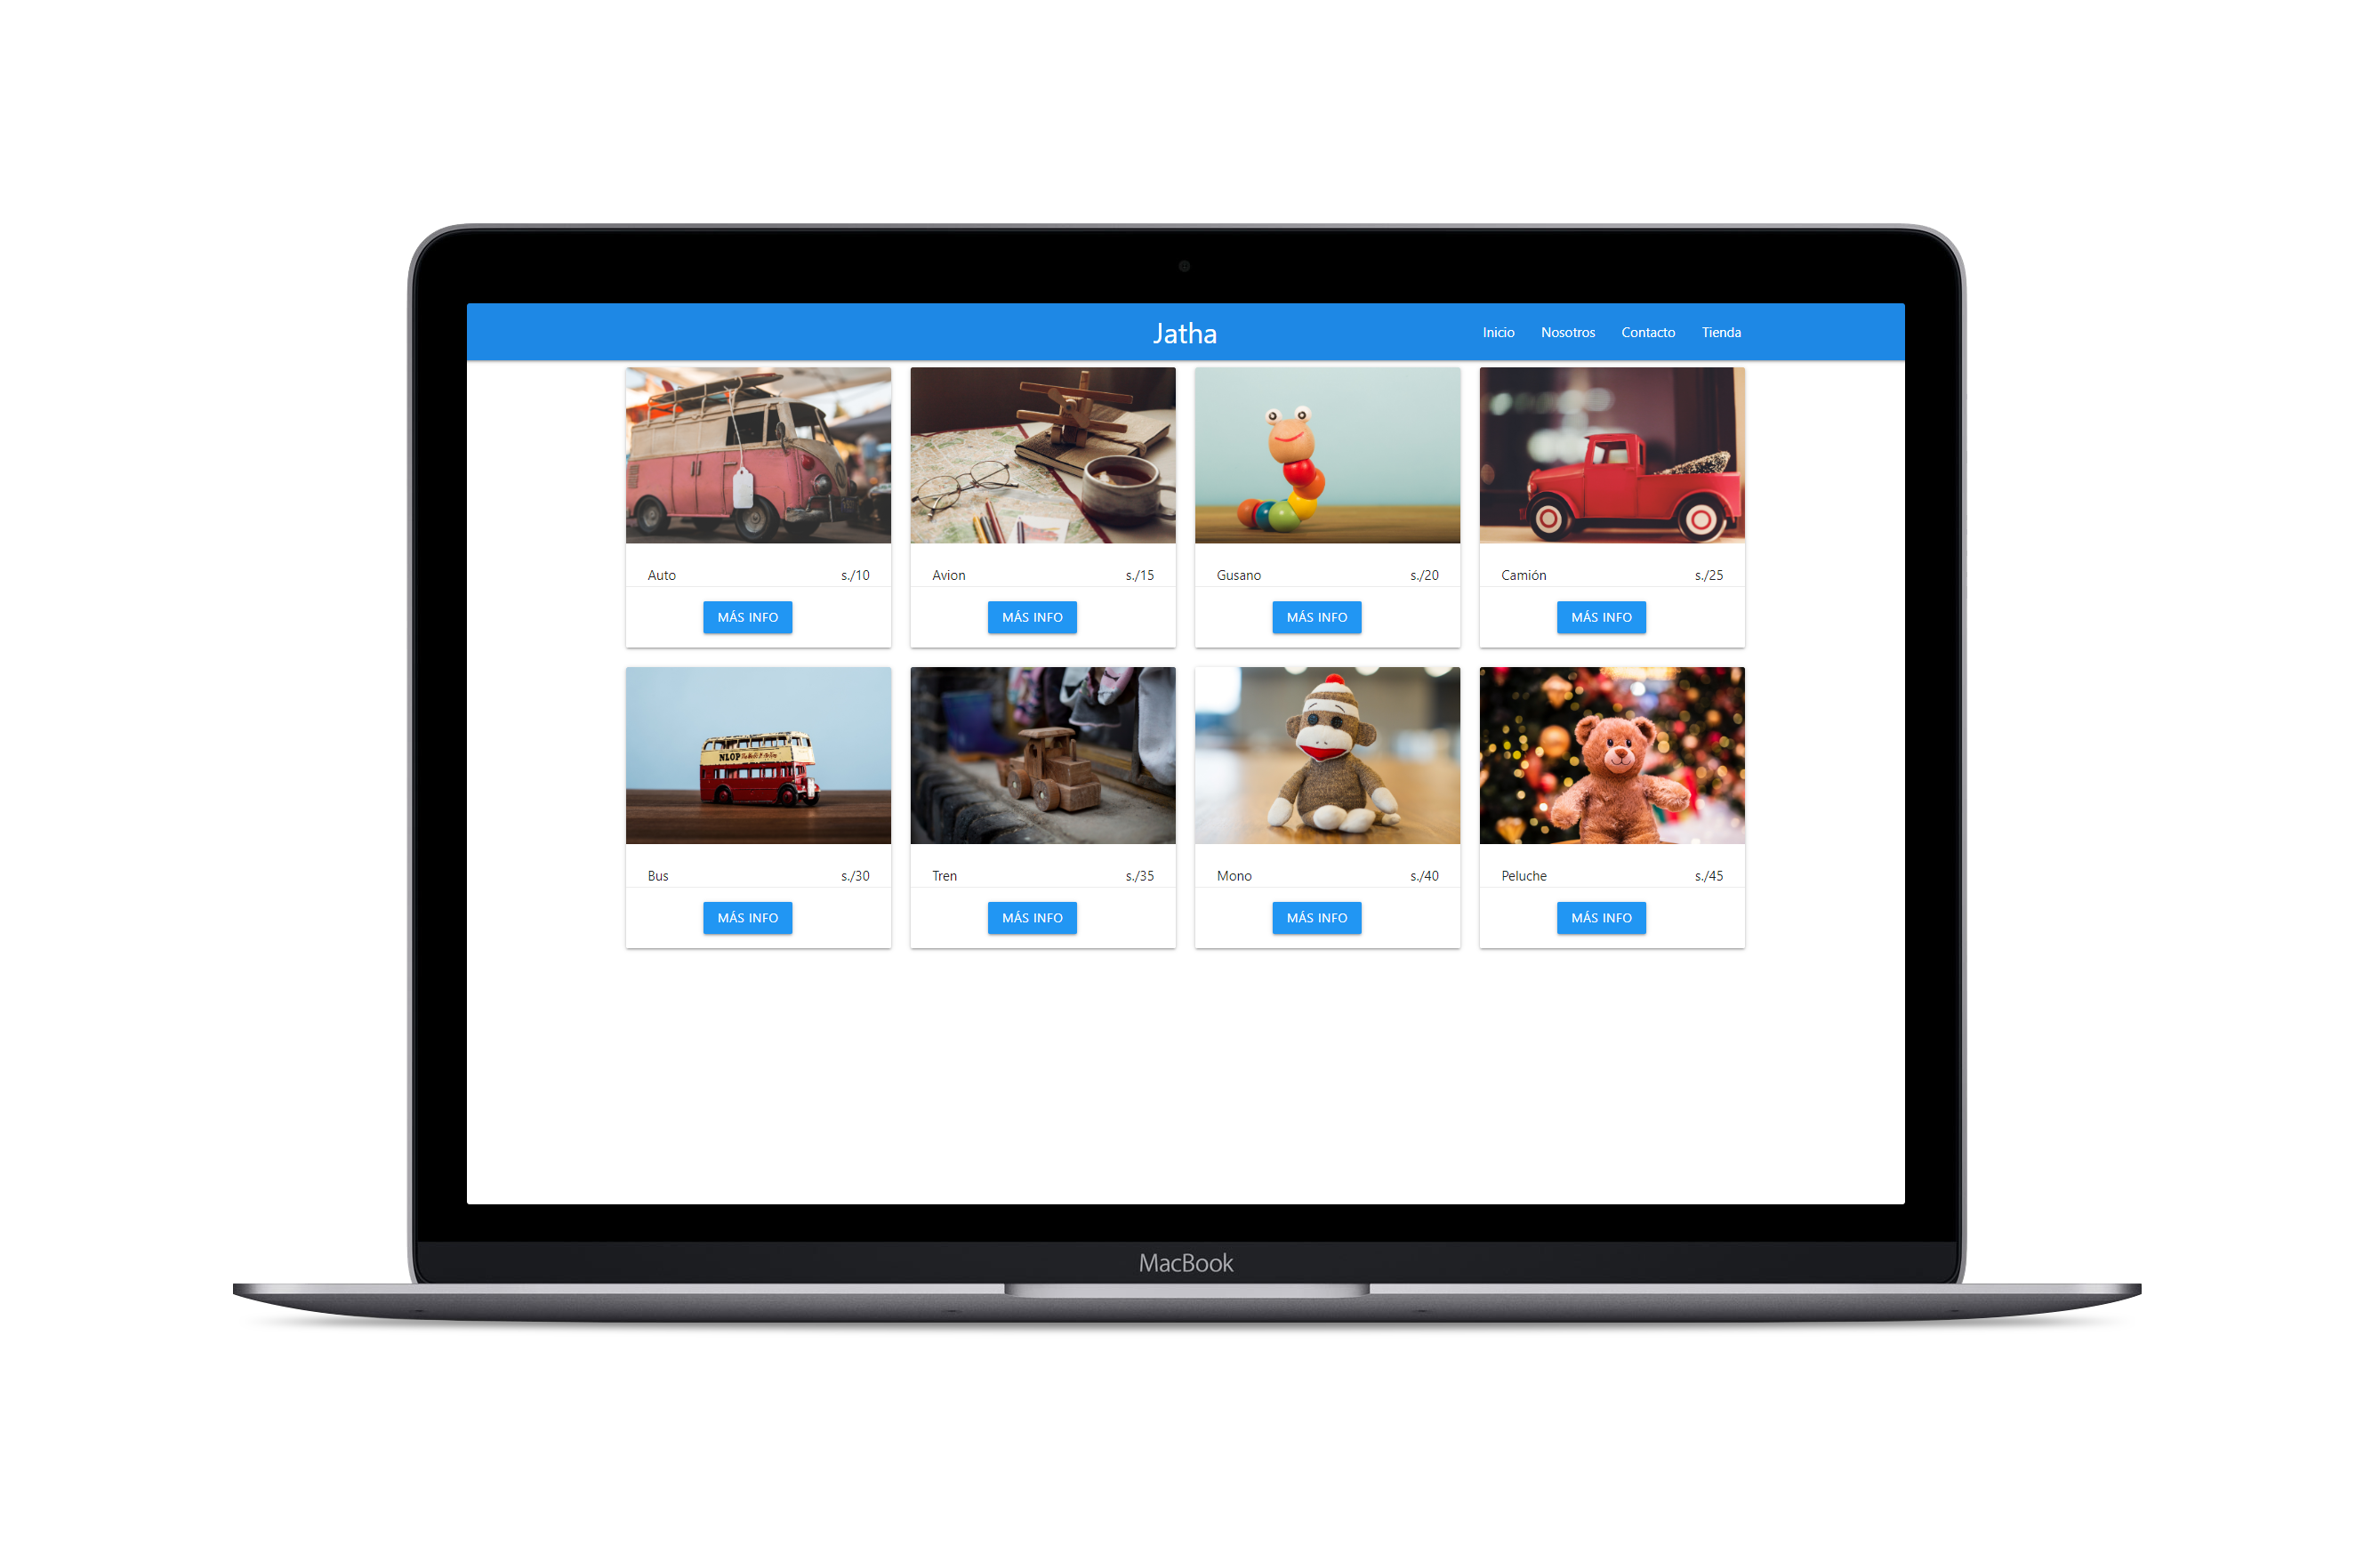 Jatha
Inicio Nosotros Contacto Tienda
Auto s./10
Avion s./15
Gusano s./20
Camión s./25
MÁS INFO MÁS INFO MÁS INFO MÁS INFO
NLOP
Bus s./30
Tren s./35
Mono s./40
Peluche s./45
MÁS INFO MÁS INFO MÁS INFO MÁS INFO
MacBook